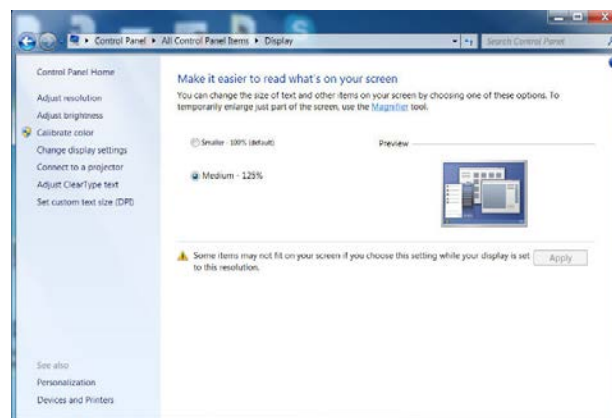 Control Panel ▸ All Control Panel Items ▸ Display
Search Control Panel
Control Panel Home
Adjust resolution
Adjust brightness
Calibrate color
Change display settings
Connect to a projector
Adjust ClearType text
Set custom text size (DPI)
See also
Personalization
Devices and Printers
Make it easier to read what's on your screen
You can change the size of text and other items on your screen by choosing one of these options. To
temporarily enlarge just part of the screen, use the Magnifier tool.
Smaller - 100% (default)
Preview
Medium - 125%
Some items may not fit on your screen if you choose this setting while your display is set
to this resolution.
Apply